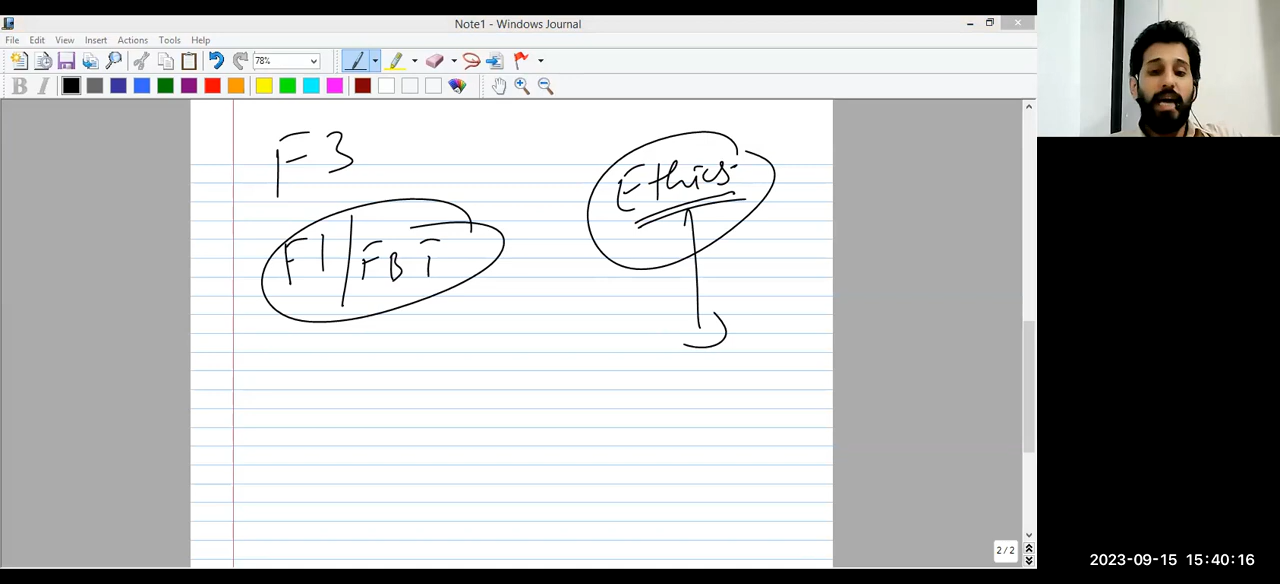 Note1 - Windows Journal
File Edit View Insert Actions Tools Help
78%
B I
F3
Ethics
F1 FBT
2 / 2
2023-09-15 15:40:16